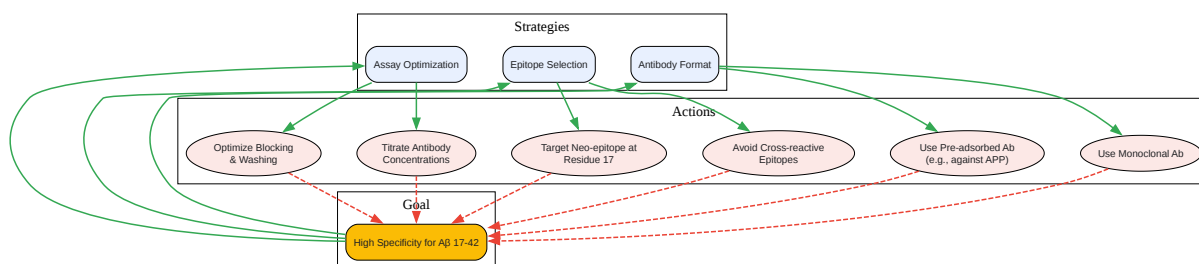 Strategies
Assay Optimization
Epitope Selection
Antibody Format
Actions
Optimize Blocking
& Washing
Titrate Antibody
Concentrations
Target Neo-epitope at
Residue 17
Avoid Cross-reactive
Epitopes
Use Pre-adsorbed Ab
(e.g., against APP)
Use Monoclonal Ab
Goal
High Specificity for Aβ 17-42